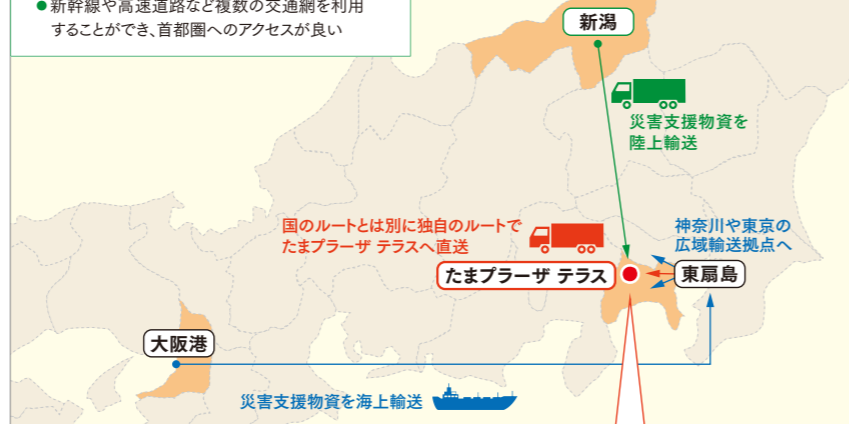 ●新幹線や高速道路など複数の交通網を利用
することができ、首都圏へのアクセスが良い
新潟
災害支援物資を
陸上輸送
国のルートとは別に独自のルートで
たまプラーザ テラスへ直送
神奈川や東京の
広域輸送拠点へ
たまプラーザ テラス
東扇島
大阪港
災害支援物資を海上輸送